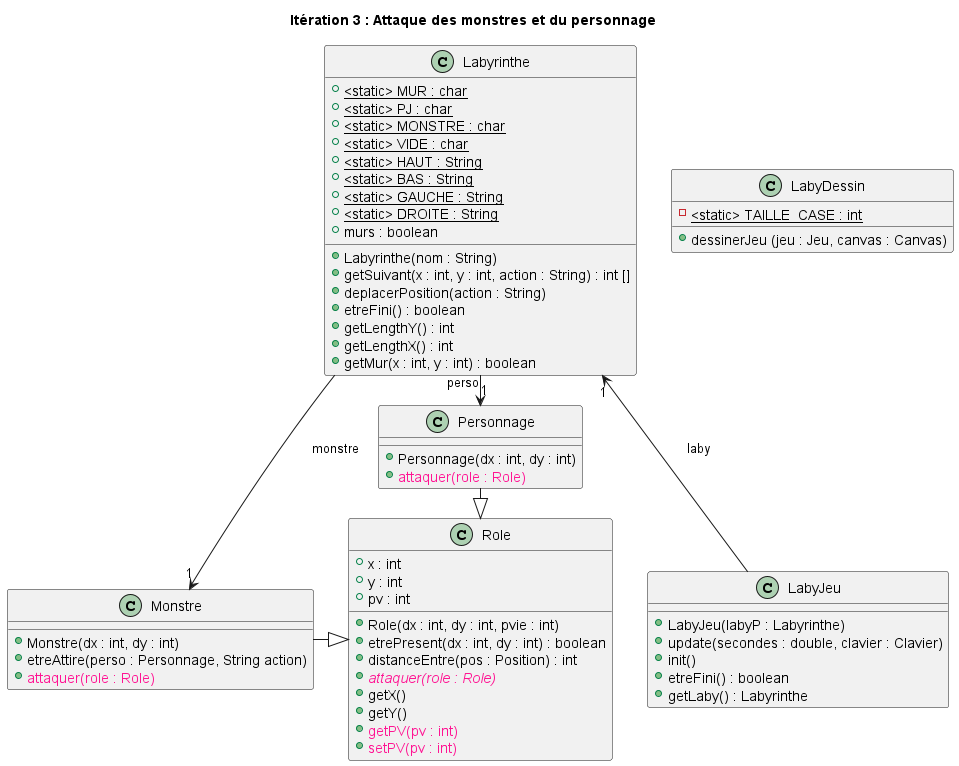 Itération 3 : Attaque des monstres et du personnage
C Labyrinthe
<static> MUR : char
<static> PJ : char
<static> MONSTRE : char
<static> VIDE : char
<static> HAUT : String
<static> BAS : String
<static> GAUCHE : String
<static> DROITE : String
murs : boolean
Labyrinthe(nom : String)
getSuivant(x : int, y : int, action : String) : int []
deplacerPosition(action : String)
etreFini() : boolean
getLengthY() : int
getLengthX() : int
getMur(x : int, y : int) : boolean
C LabyDessin
<static> TAILLE_CASE : int
dessinerJeu (jeu : Jeu, canvas : Canvas)
perso
1
1
monstre
laby
C Personnage
Personnage(dx : int, dy : int)
attaquer(role : Role)
1
C Monstre
Monstre(dx : int, dy : int)
etreAttire(perso : Personnage, String action)
attaquer(role : Role)
C Role
x : int
y : int
pv : int
Role(dx : int, dy : int, pvie : int)
etrePresent(dx : int, dy : int) : boolean
distanceEntre(pos : Position) : int
attaquer(role : Role)
getX()
getY()
getPV(pv : int)
setPV(pv : int)
C LabyJeu
LabyJeu(labyP : Labyrinthe)
update(secondes : double, clavier : Clavier)
init()
etreFini() : boolean
getLaby() : Labyrinthe